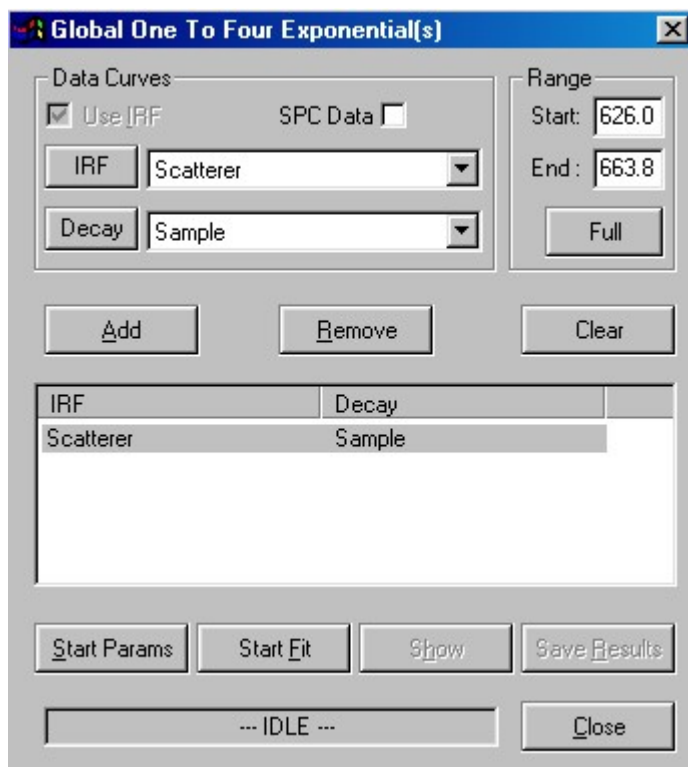 Global One To Four Exponential(s)
Data Curves
Use IRF SPC Data
IRF Scatterer
Decay Sample
Range
Start: 626.0
End : 663.8
Full
Add Remove Clear
IRF Decay
Scatterer Sample
Start Params Start Fit Show Save Results
--- IDLE --- Close